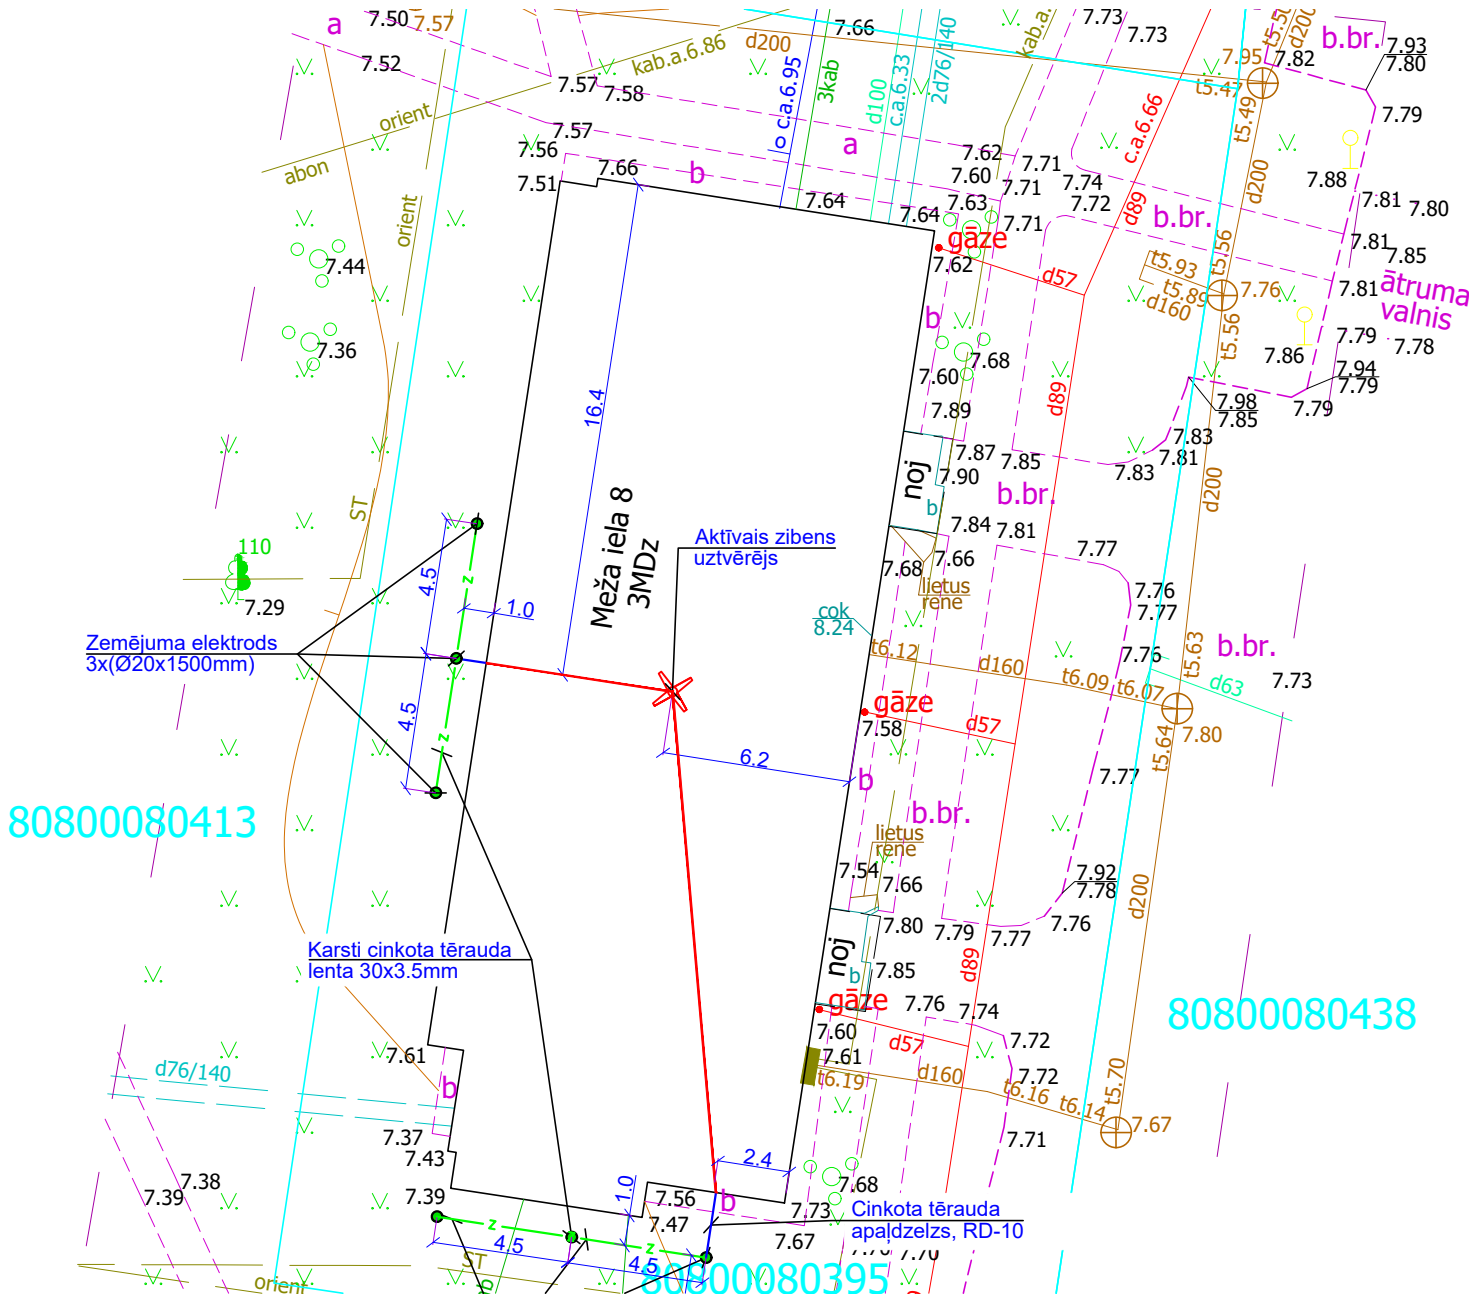 a
7.50
7.57
7.52
kab.a.6.86
7.57
7.58
d200
7.66
c.a.6.95
3kab
d100
c.a.6.33
2d76/140
kab.a.
7.73
7.73
7.95
t5.47
t5.50
d200
7.82
b.br.
7.93
7.80
7.79
orient
abon
orient
7.57
7.56
7.51
7.66
b
a
7.62
7.60
7.63
7.64
7.64
7.71
7.71
7.71
7.74
7.72
c.a.6.66
d89
t5.49
d200
7.88
7.81
7.80
b.br.
7.81
7.85
7.44
gāze
7.62
d57
t5.93
t5.89
d160
t5.56
7.76
7.81
ātruma
valnis
7.36
b
7.68
7.60
7.89
t5.56
7.86
7.79
7.78
7.94
7.79
7.79
16.4
d89
7.98
7.85
7.83
7.81
7.83
7.87
7.85
7.90
noj
b
b.br.
d200
ST
Meža iela 8
3MDz
Aktīvais zibens
uztvērējs
7.84
7.81
7.66
7.77
7.68
lietus
rene
110
7.29
4.5
z
1.0
cok
8.24
7.76
7.77
7.76
Zemējuma elektrods
3x(Ø20x1500mm)
t6.12
d160
t6.09
t6.07
t5.63
b.br.
d63
7.73
4.5
z
gāze
7.58
d57
t5.64
7.80
6.2
b
7.77
80800080413
b.br.
lietus
rene
7.54
7.66
7.92
7.78
d200
7.80
7.79
7.77
7.76
Karsti cinkota tērauda
lenta 30x3.5mm
noj
b
7.85
d89
gāze
7.76
7.74
80800080438
7.60
7.61
d57
7.72
7.61
d76/140
b
t6.19
d160
7.72
t6.16
t6.14
t5.70
7.67
7.71
7.37
7.43
2.4
7.38
7.39
7.39
1.0
7.56
7.47
b
7.68
7.73
7.67
Cinkota tērauda
apaļdzelzs, RD-10
7.70
z
4.5
z
4.5
ST
orient
80800080395